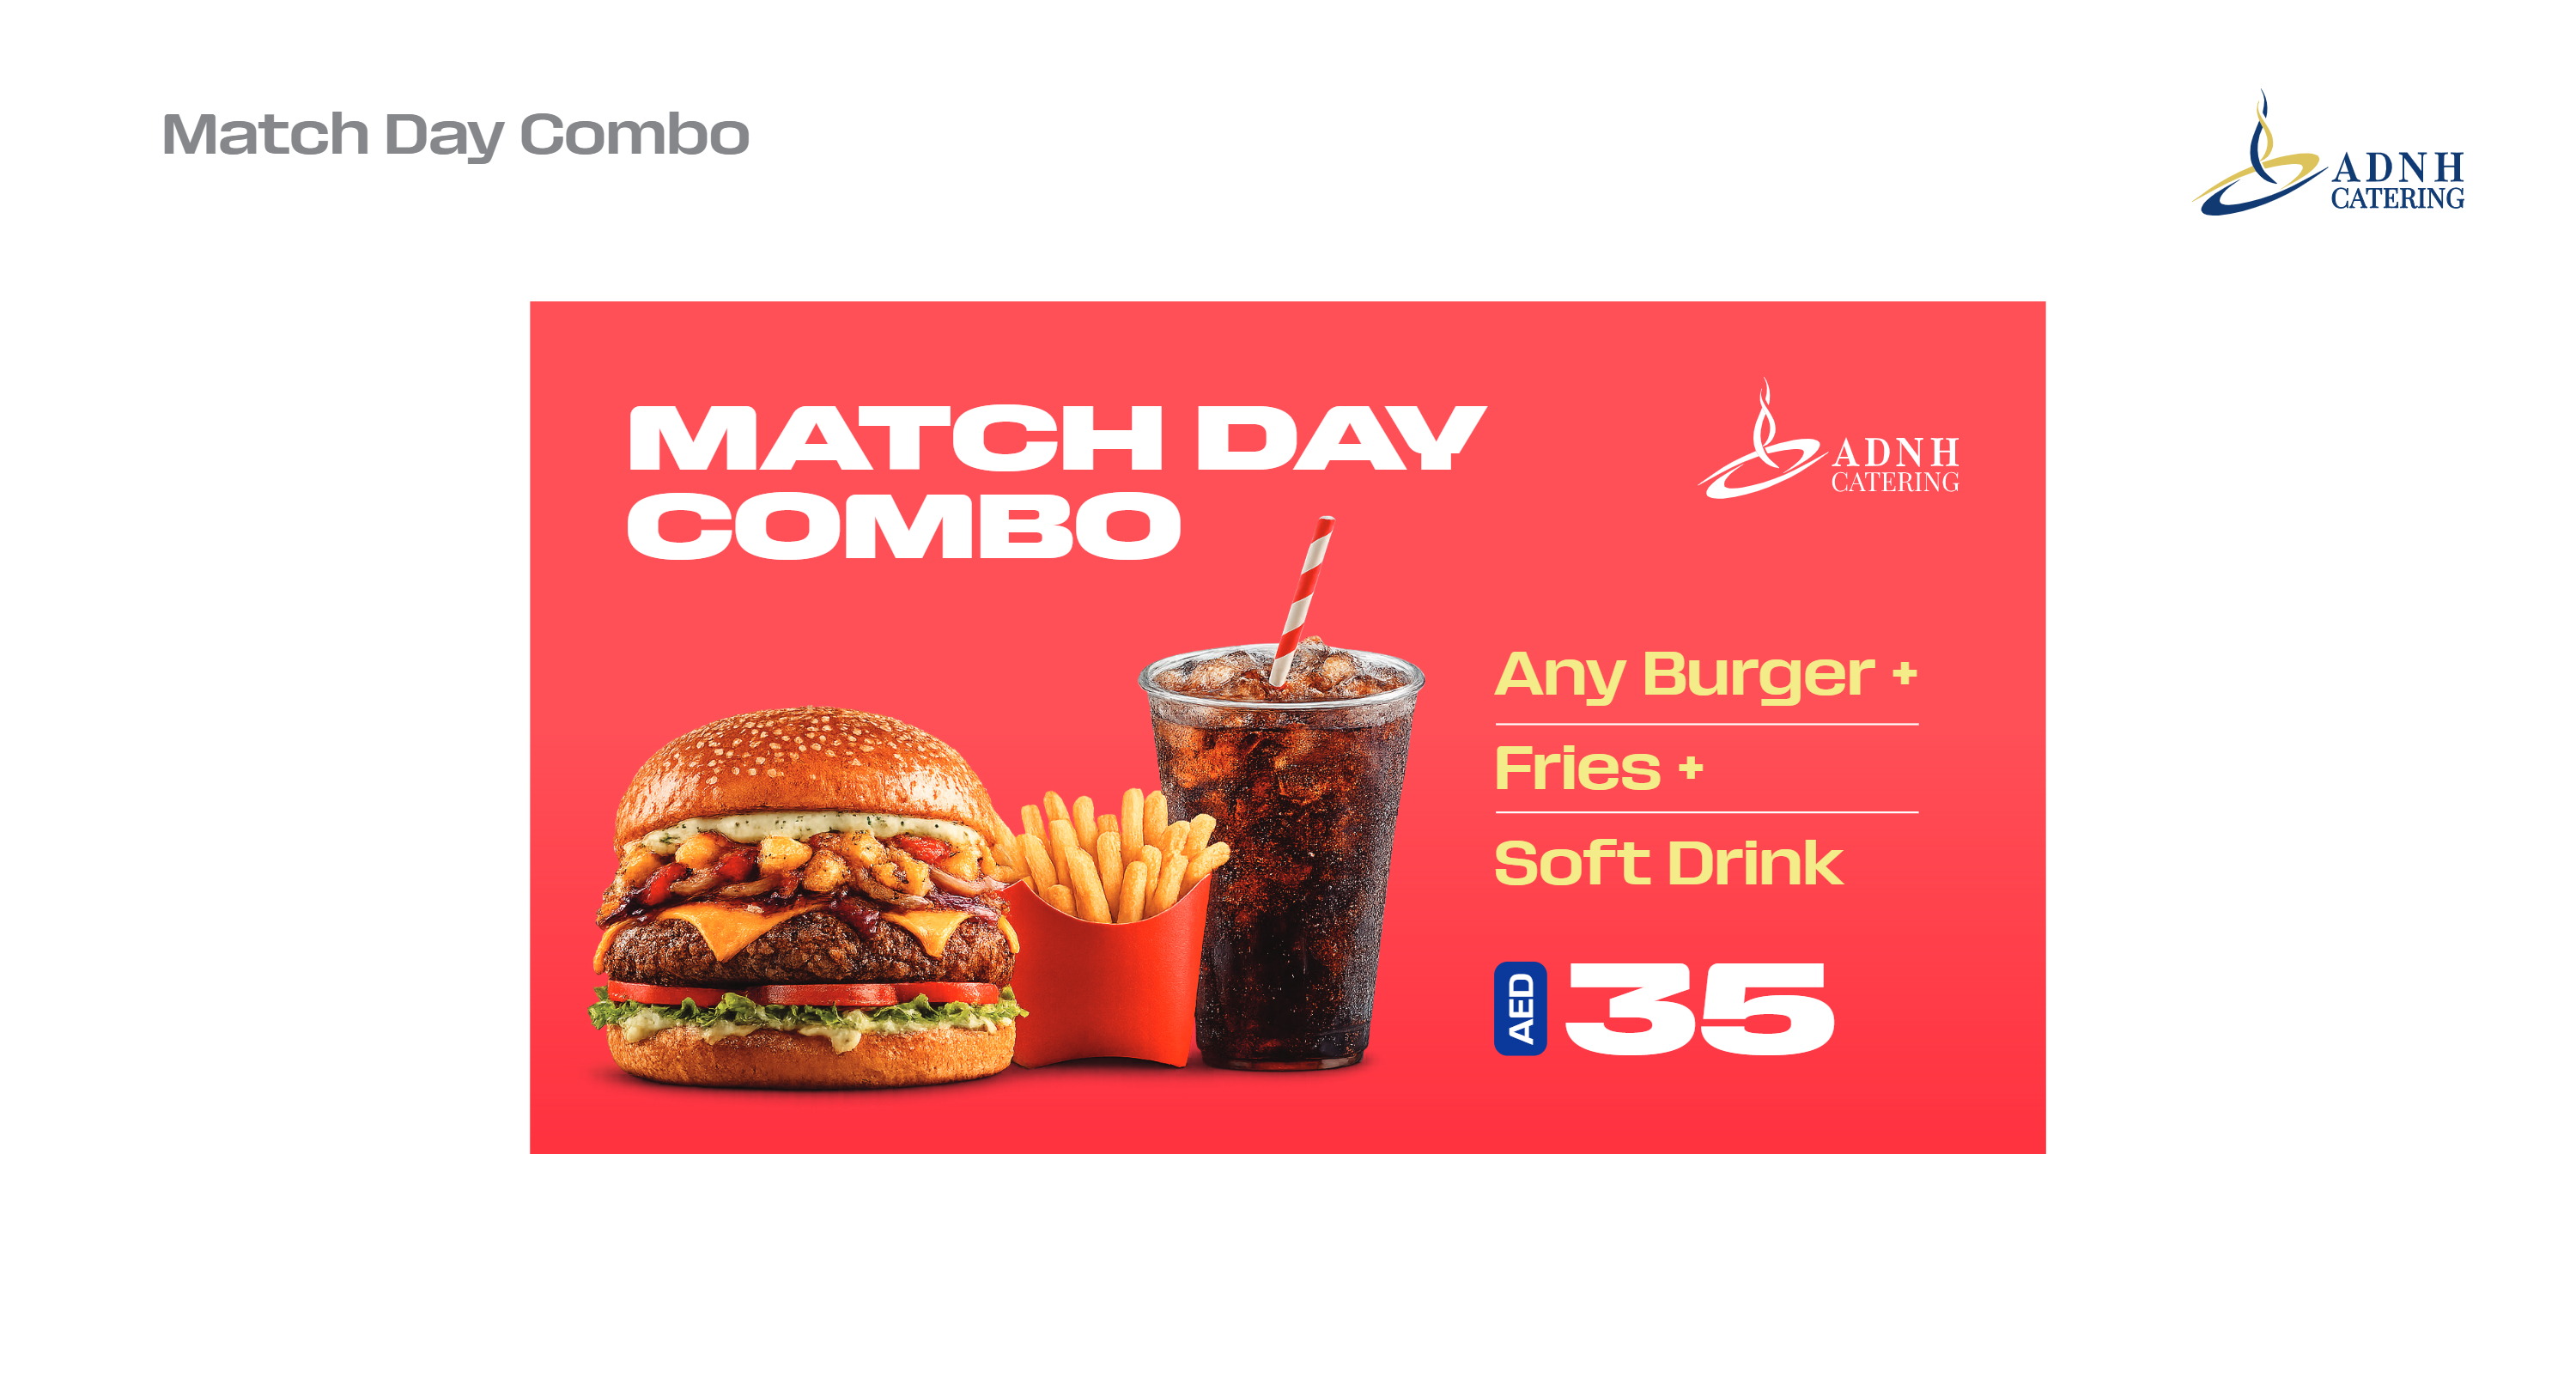 Match Day Combo
ADNH
CATERING
MATCH DAY
COMBO
ADNH
CATERING
Any Burger +
Fries +
Soft Drink
AED 35